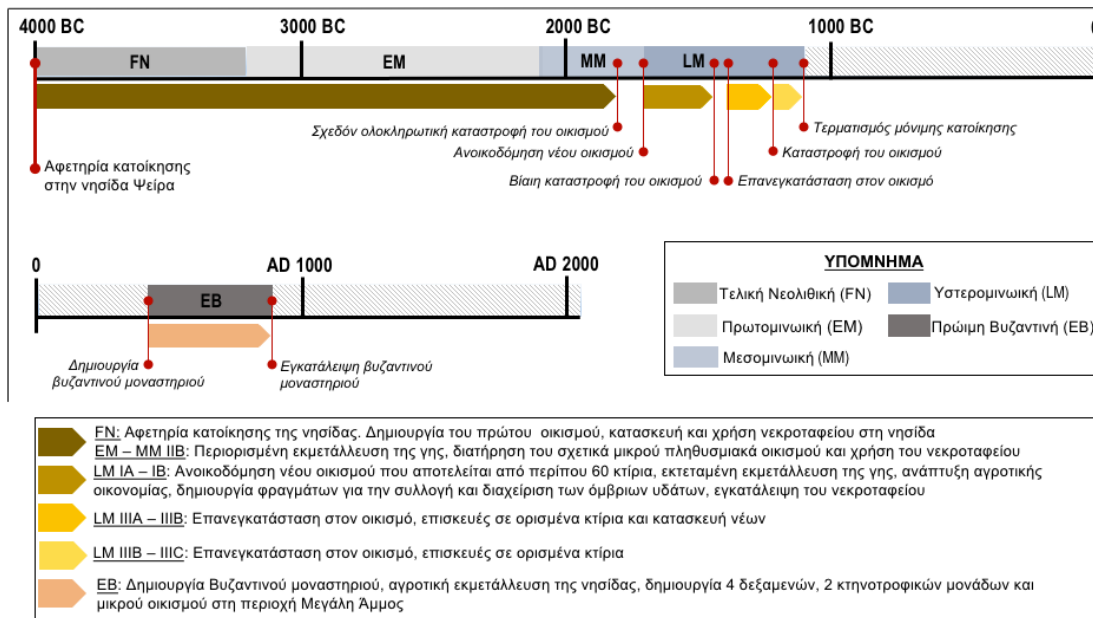 4000 BC 3000 BC 2000 BC 1000 BC
FN EM MM LM
Σχεδόν ολοκληρωτική καταστροφή του οικισμού
Τερματισμός μόνιμης κατοίκησης
Ανοικοδόμηση νέου οικισμού
Καταστροφή του οικισμού
Αφετηρία κατοίκησης
στην νησίδα Ψείρα
Βίαιη καταστροφή του οικισμού
Επανεγκατάσταση στον οικισμό
0 AD 1000 AD 2000
EB
Δημιουργία
βυζαντινού μοναστηριού
Εγκατάλειψη βυζαντινού
μοναστηριού
ΥΠΟΜΝΗΜΑ
Τελική Νεολιθική (FN)
Υστερομινωική (LM)
Πρωτομινωική (EM)
Πρώιμη Βυζαντινή (EB)
Μεσομινωική (MM)
FN: Αφετηρία κατοίκησης της νησίδας. Δημιουργία του πρώτου οικισμού, κατασκευή και χρήση νεκροταφείου στη νησίδα
EM – MM IIB: Περιορισμένη εκμετάλλευση της γης, διατήρηση του σχετικά μικρού πληθυσμιακά οικισμού και χρήση του νεκροταφείου
LM IA – IB: Ανοικοδόμηση νέου οικισμού που αποτελείται από περίπου 60 κτίρια, εκτεταμένη εκμετάλλευση της γης, ανάπτυξη αγροτικής
οικονομίας, δημιουργία φραγμάτων για την συλλογή και διαχείριση των όμβριων υδάτων, εγκατάλειψη του νεκροταφείου
LM IIIA – IIIB: Επανεγκατάσταση στον οικισμό, επισκευές σε ορισμένα κτίρια και κατασκευή νέων
LM IIIB – IIIC: Επανεγκατάσταση στον οικισμό, επισκευές σε ορισμένα κτίρια
EB: Δημιουργία Βυζαντινού μοναστηριού, αγροτική εκμετάλλευση της νησίδας, δημιουργία 4 δεξαμενών, 2 κτηνοτροφικών μονάδων και
μικρού οικισμού στη περιοχή Μεγάλη Άμμος